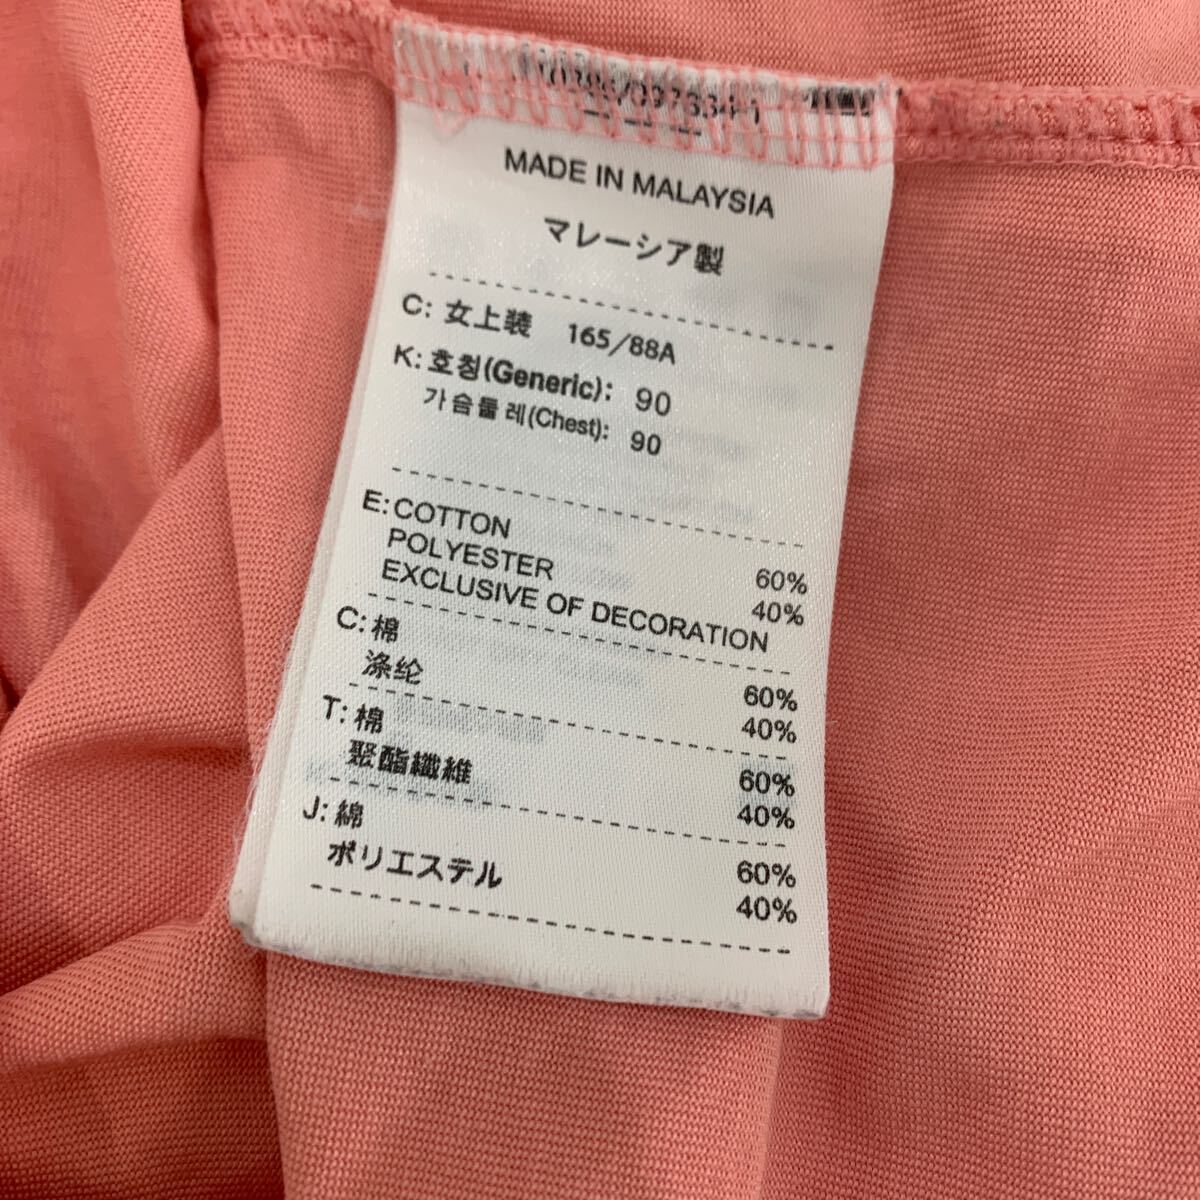 MADE IN MALAYSIA
マレーシア製
C: 女上装 165/88A
K: 호칭(Generic): 90
가슴둘레(Chest): 90
E: COTTON 60%
POLYESTER 40%
EXCLUSIVE OF DECORATION
C: 棉 60%
涤纶 40%
T: 棉 60%
聚酯纖維 40%
J: 綿 60%
ポリエステル 40%